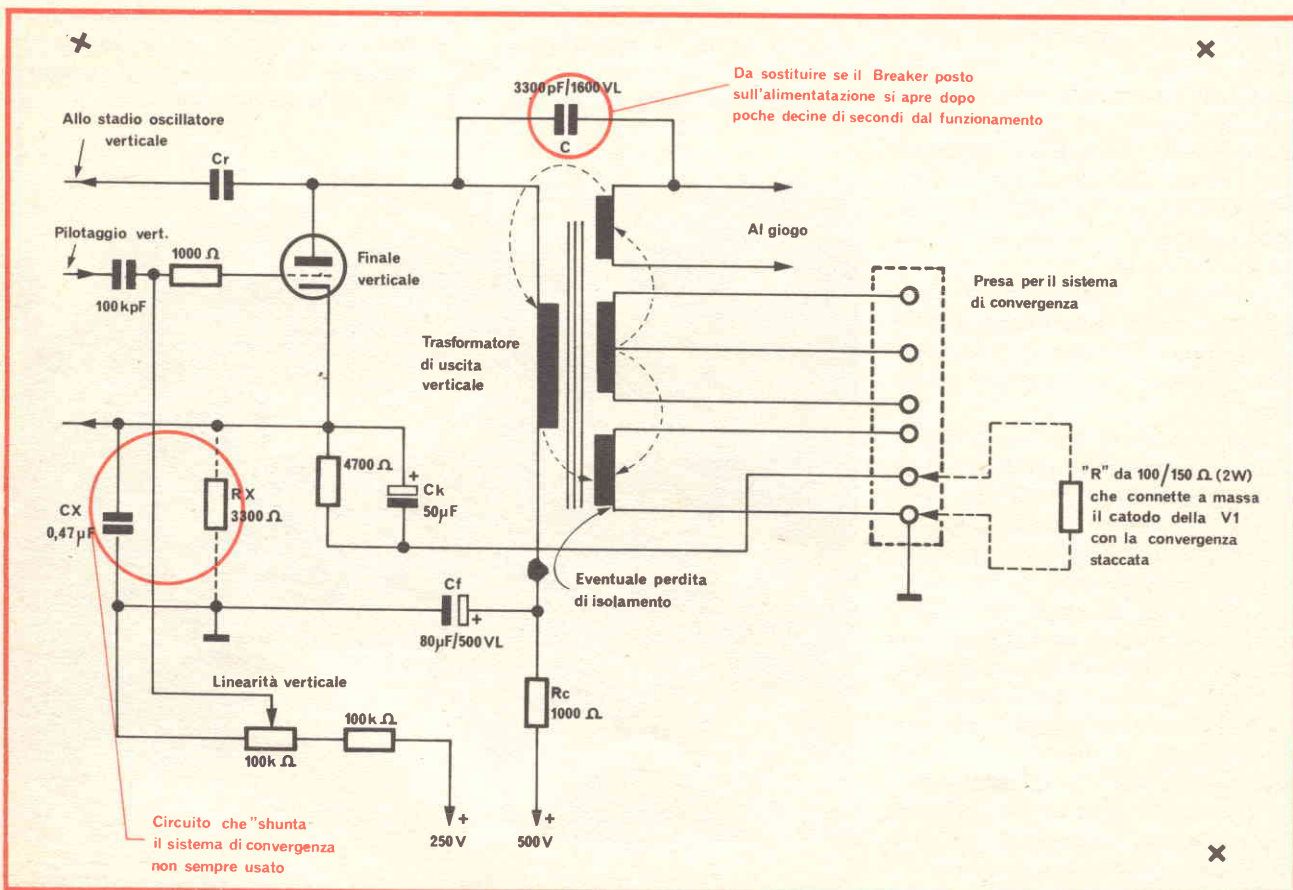 3300pF/1600VL
C
Da sostituire se il Breaker posto
sull'alimentatazione si apre dopo
poche decine di secondi dal funzionamento
Allo stadio oscillatore
verticale
Cr
Pilotaggio vert.
1000 Ω
100kpF
Finale
verticale
Al giogo
Presa per il sistema
di convergenza
Trasformatore
di uscita
verticale
4700 Ω
+
Ck
50µF
RX
3300 Ω
CX
0,47µF
"R" da 100/150 Ω (2W)
che connette a massa
il catodo della V1
con la convergenza
staccata
Eventuale perdita
di isolamento
Cf
+
80µF/500VL
Linearità verticale
Rc
1000 Ω
100k Ω
100k Ω
+
250V
+
500V
Circuito che "shunta
il sistema di convergenza
non sempre usato